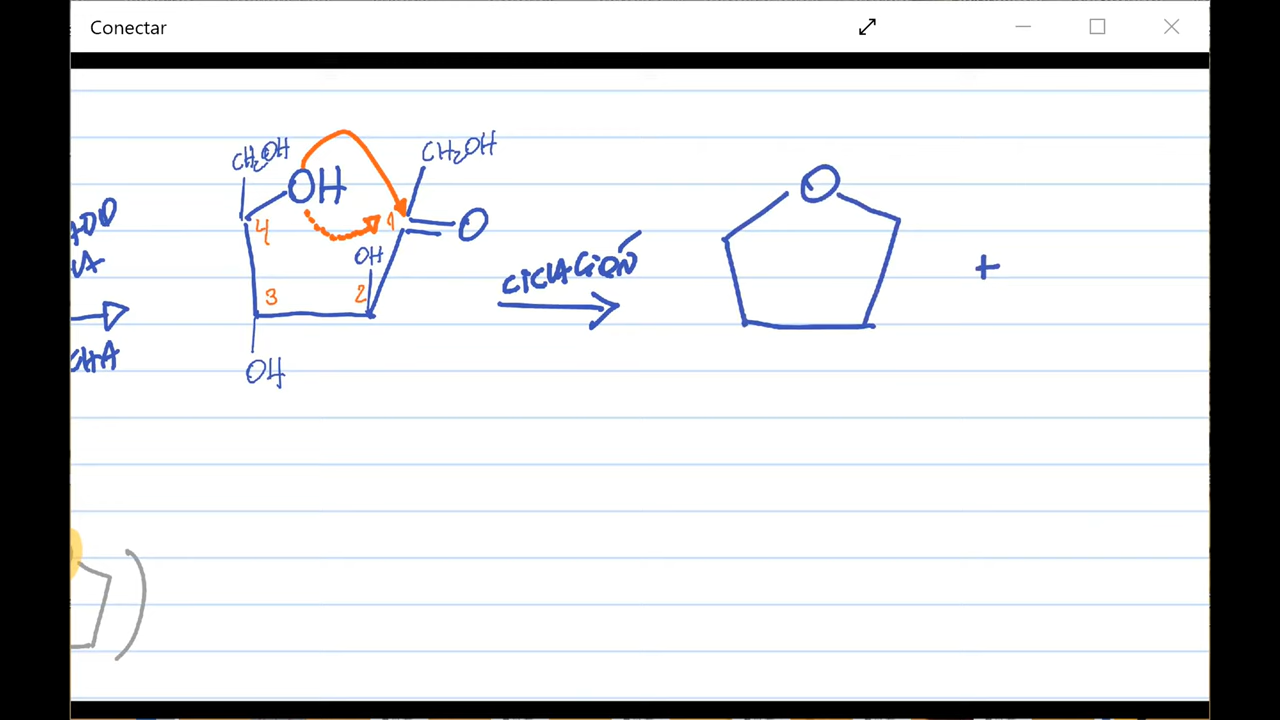 Conectar
CH₂OH
CH₂OH
OH
4
1
O
OH
3
2
OH
CICLACIÓN
O
+